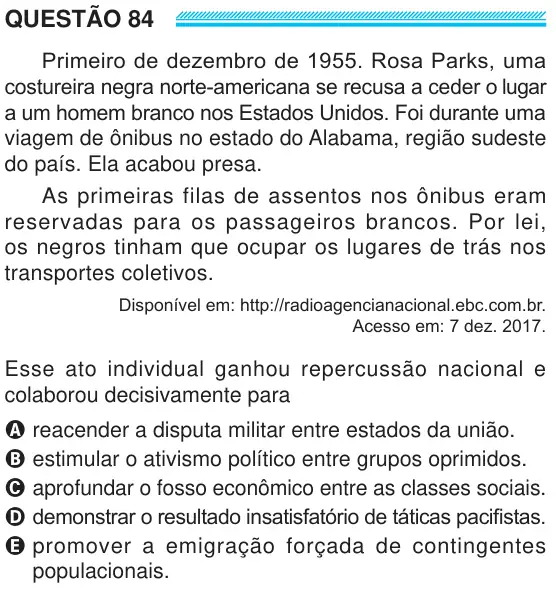 QUESTÃO 84
Primeiro de dezembro de 1955. Rosa Parks, uma
costureira negra norte-americana se recusa a ceder o lugar
a um homem branco nos Estados Unidos. Foi durante uma
viagem de ônibus no estado do Alabama, região sudeste
do país. Ela acabou presa.
As primeiras filas de assentos nos ônibus eram
reservadas para os passageiros brancos. Por lei,
os negros tinham que ocupar os lugares de trás nos
transportes coletivos.
Disponível em: http://radioagencianacional.ebc.com.br.
Acesso em: 7 dez. 2017.
Esse ato individual ganhou repercussão nacional e
colaborou decisivamente para
A reacender a disputa militar entre estados da união.
B estimular o ativismo político entre grupos oprimidos.
C aprofundar o fosso econômico entre as classes sociais.
D demonstrar o resultado insatisfatório de táticas pacifistas.
E promover a emigração forçada de contingentes
populacionais.